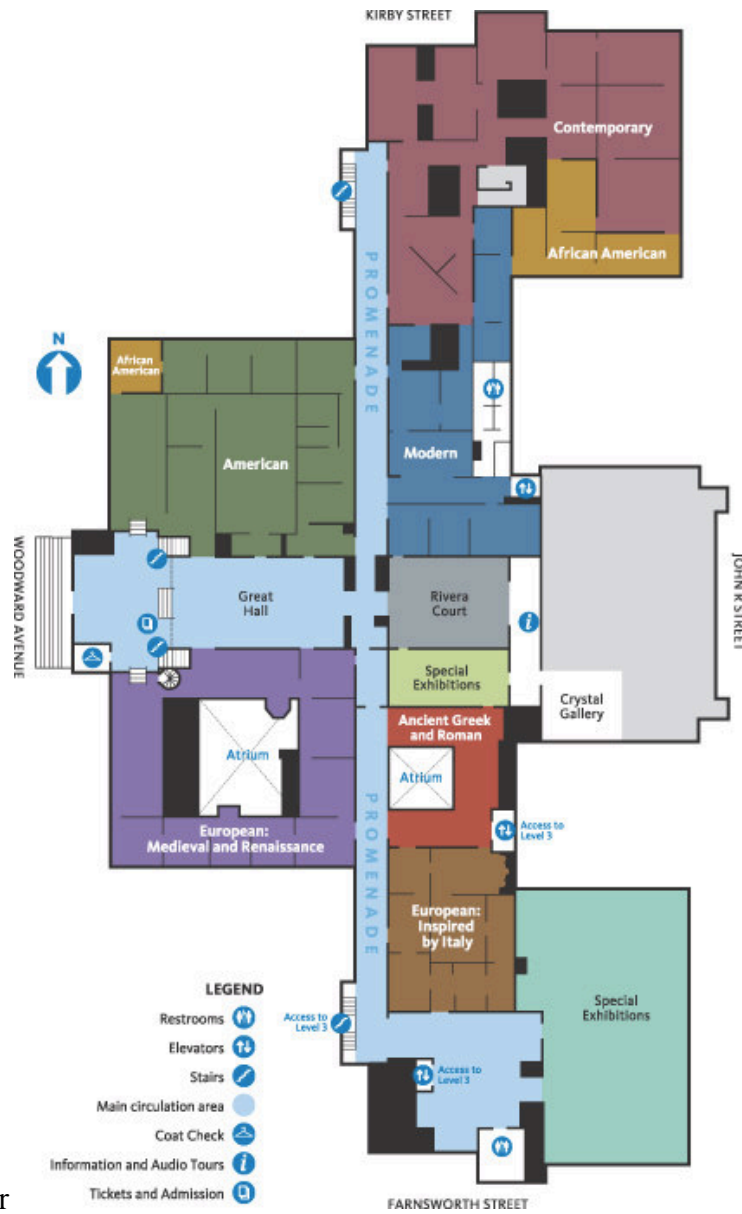 KIRBY STREET
Contemporary
African American
PROMENADE
N
African
American
American
Modern
WOODWARD AVENUE
JOHN R STREET
Great
Hall
Rivera
Court
Special
Exhibitions
Crystal
Gallery
Ancient Greek
and Roman
Atrium
Atrium
Access to
Level 3
European:
Medieval and Renaissance
PROMENADE
European:
Inspired
by Italy
Special
Exhibitions
LEGEND
Restrooms
Elevators
Stairs
Main circulation area
Coat Check
Information and Audio Tours
Tickets and Admission
Access to
Level 3
Access to
Level 3
FARNSWORTH STREET
r